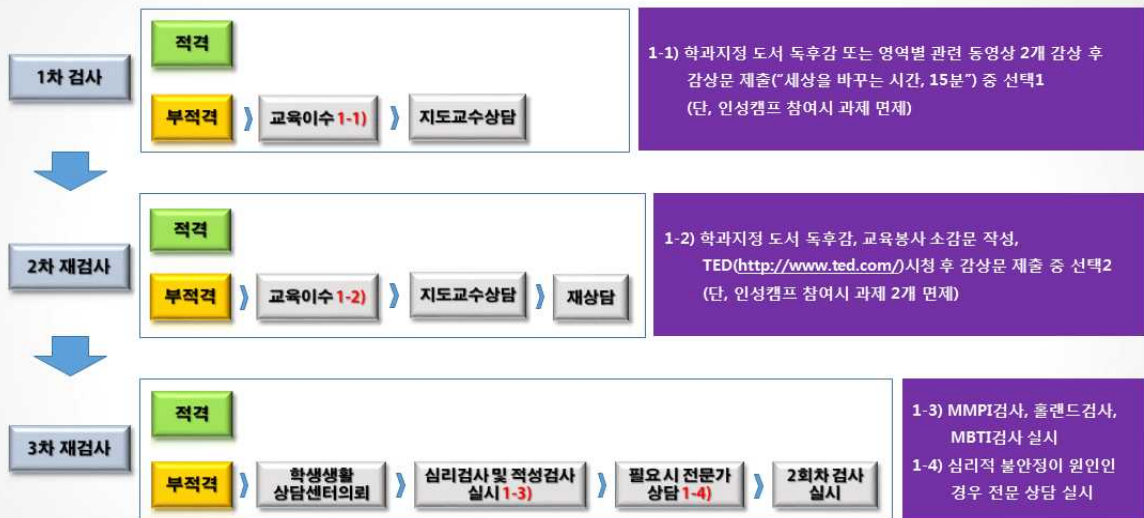 1차 검사
적격
부적격 》 교육이수 1-1) 》 지도교수상담
1-1) 학과지정 도서 독후감 또는 영역별 관련 동영상 2개 감상 후
감상문 제출("세상을 바꾸는 시간, 15분") 중 선택1
(단, 인성캠프 참여시 과제 면제)
2차 재검사
적격
부적격 》 교육이수 1-2) 》 지도교수상담 》 재상담
1-2) 학과지정 도서 독후감, 교육봉사 소감문 작성,
TED(http://www.ted.com/)시청 후 감상문 제출 중 선택2
(단, 인성캠프 참여시 과제 2개 면제)
3차 재검사
적격
부적격
학생생활
상담센터의뢰
심리검사 및 적성검사
실시 1-3)
필요시 전문가
상담 1-4)
2회차 검사
실시
1-3) MMPI검사, 홀랜드검사,
MBTI검사 실시
1-4) 심리적 불안정이 원인인
경우 전문 상담 실시